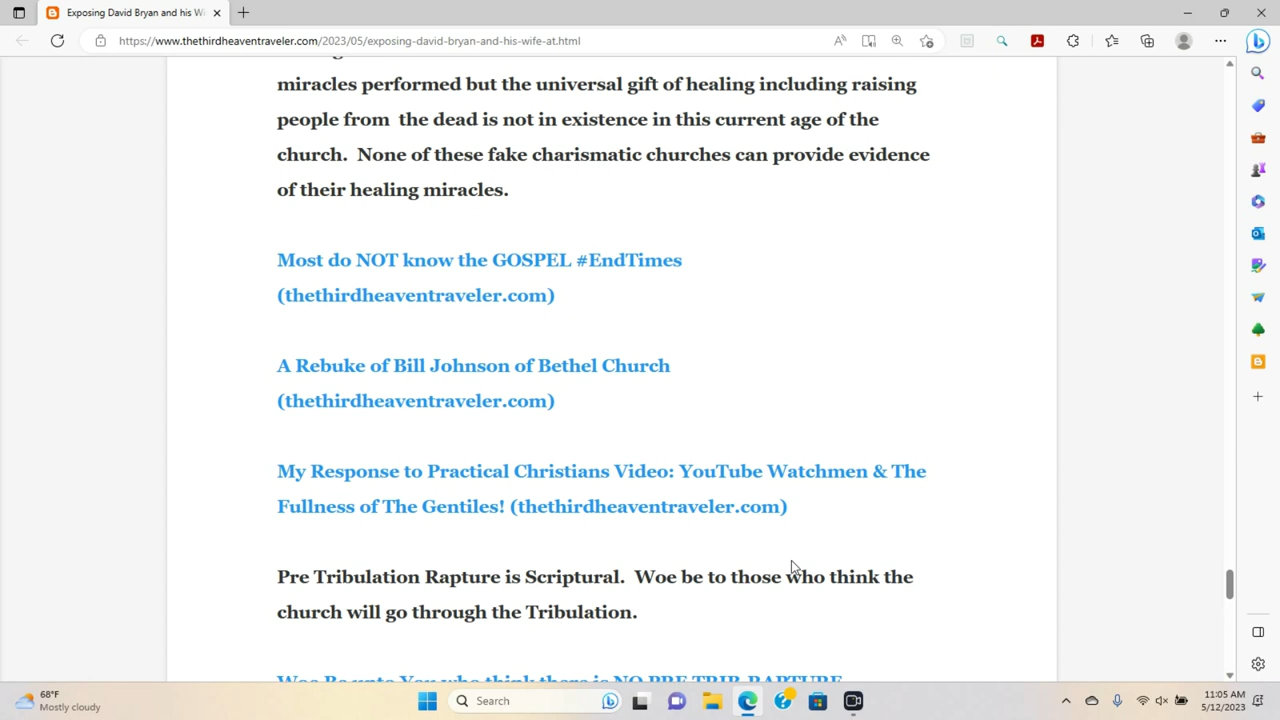 Exposing David Bryan and his Wi
https://www.thethirdheaventraveler.com/2023/05/exposing-david-bryan-and-his-wife-at.html
miracles performed but the universal gift of healing including raising
people from the dead is not in existence in this current age of the
church. None of these fake charismatic churches can provide evidence
of their healing miracles.
Most do NOT know the GOSPEL #EndTimes
(thethirdheaventraveler.com)
A Rebuke of Bill Johnson of Bethel Church
(thethirdheaventraveler.com)
My Response to Practical Christians Video: YouTube Watchmen & The
Fullness of The Gentiles! (thethirdheaventraveler.com)
Pre Tribulation Rapture is Scriptural. Woe be to those who think the
church will go through the Tribulation.
Woe Be unto You who think there is NO PRE TRIB RAPTURE
68°F
Mostly cloudy
Search
11:05 AM
5/12/2023